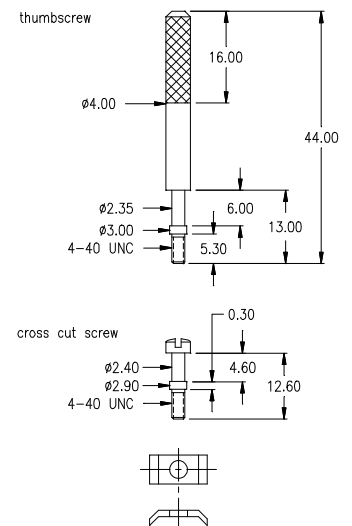 thumbscrew
16.00
ø4.00
44.00
ø2.35
6.00
ø3.00
13.00
4-40 UNC
5.30
0.30
cross cut screw
ø2.40
4.60
ø2.90
12.60
4-40 UNC